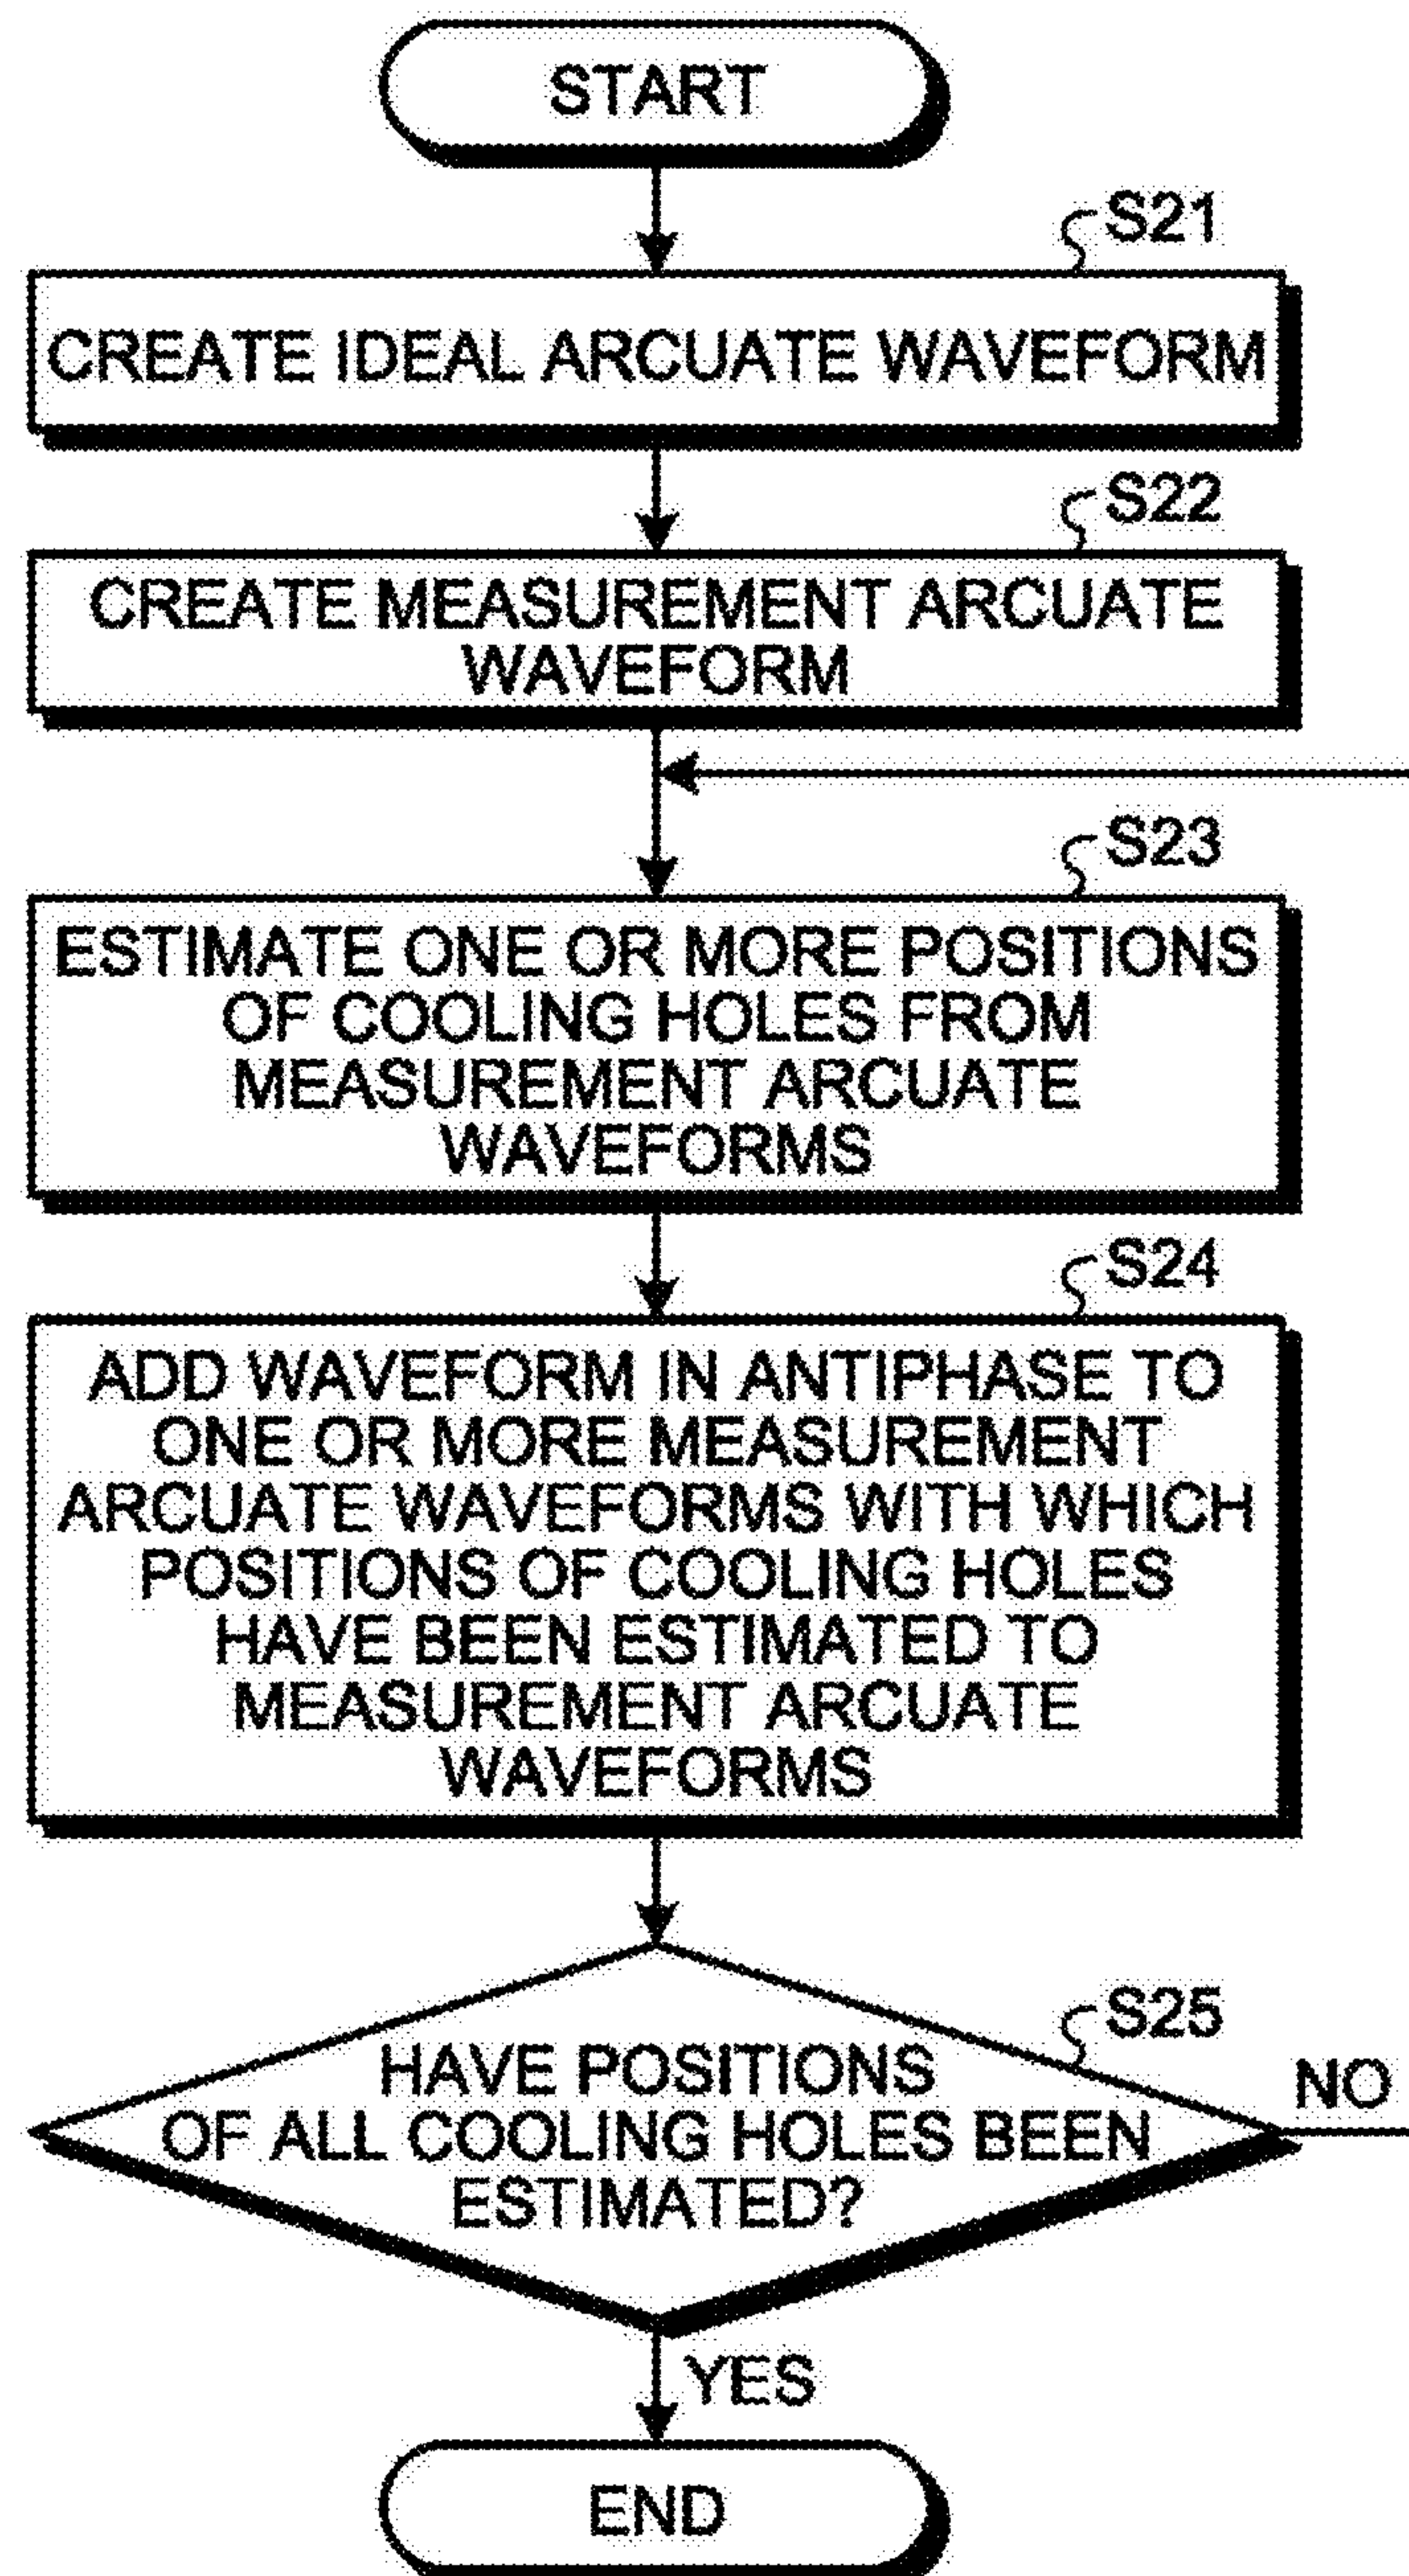 START
S21
CREATE IDEAL ARCUATE WAVEFORM
S22
CREATE MEASUREMENT ARCUATE
WAVEFORM
S23
ESTIMATE ONE OR MORE POSITIONS
OF COOLING HOLES FROM
MEASUREMENT ARCUATE
WAVEFORMS
S24
ADD WAVEFORM IN ANTIPHASE TO
ONE OR MORE MEASUREMENT
ARCUATE WAVEFORMS WITH WHICH
POSITIONS OF COOLING HOLES
HAVE BEEN ESTIMATED TO
MEASUREMENT ARCUATE
WAVEFORMS
S25
HAVE POSITIONS
OF ALL COOLING HOLES BEEN
ESTIMATED?
NO
YES
END